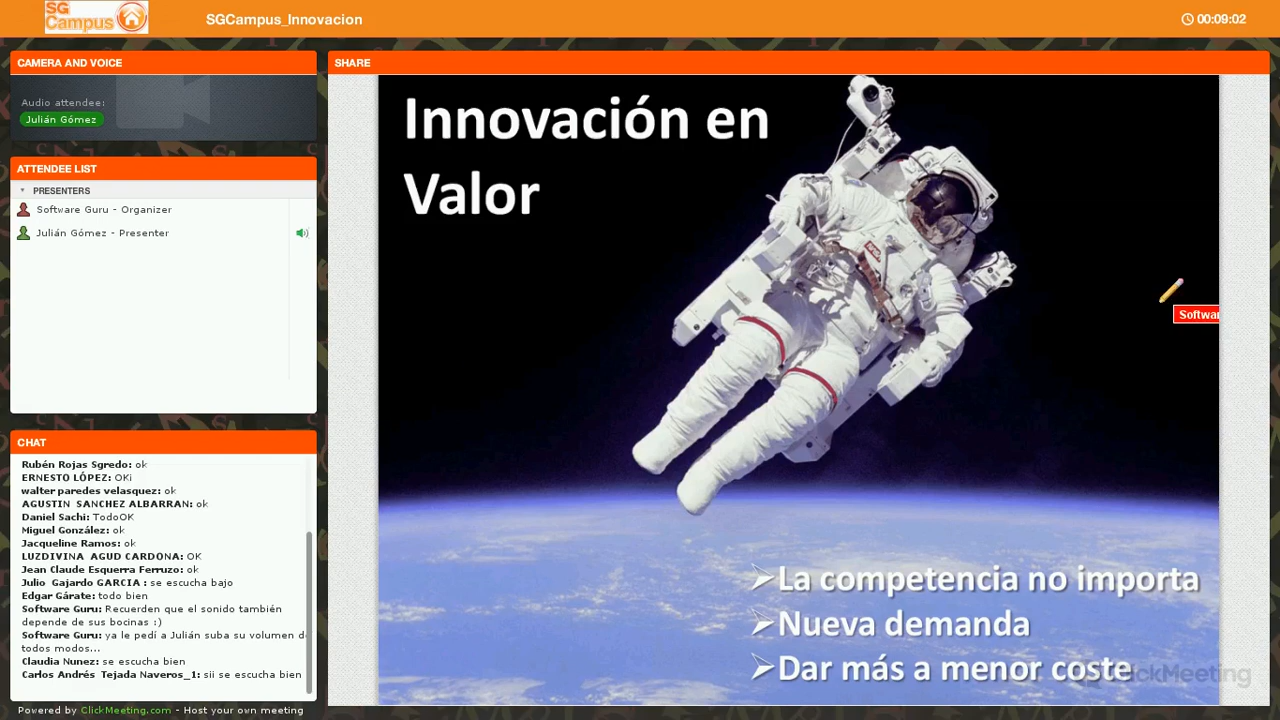 SG
Campus
SGCampus_Innovacion
00:09:02
CAMERA AND VOICE
Audio attendee:
Julián Gómez
ATTENDEE LIST
PRESENTERS
Software Guru - Organizer
Julián Gómez - Presenter
CHAT
Rubén Rojas Sgredo: ok
ERNESTO LÓPEZ: OKi
walter paredes velasquez: ok
AGUSTIN SANCHEZ ALBARRAN: ok
Daniel Sachi: TodoOK
Miguel González: ok
Jacqueline Ramos: ok
LUZDIVINA AGUD CARDONA: OK
Jean Claude Esquerra Ferruzo: ok
Julio Gajardo GARCIA : se escucha bajo
Edgar Gárate: todo bien
Software Guru: Recuerden que el sonido también
depende de sus bocinas :)
Software Guru: ya le pedí a Julián suba su volumen de
todos modos...
Claudia Nunez: se escucha bien
Carlos Andrés Tejada Naveros_1: sii se escucha bien
Powered by ClickMeeting.com - Host your own meeting
SHARE
Innovación en
Valor
NASA
Softwar
La competencia no importa
Nueva demanda
Dar más a menor coste
ClickMeeting